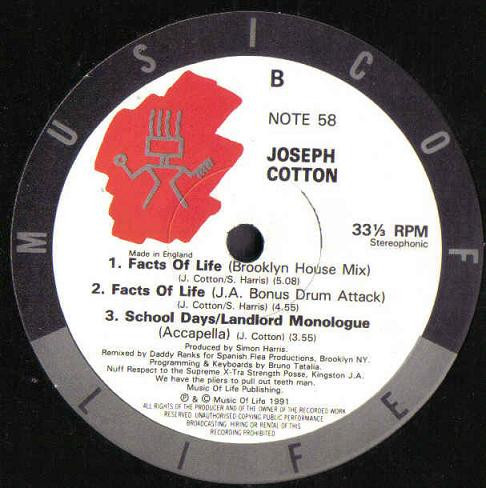 MUSIC OF LIFE
B
NOTE 58
JOSEPH
COTTON
33⅓ RPM
Stereophonic
Made in England
1. Facts Of Life (Brooklyn House Mix)
(J. Cotton/S. Harris) (5.08)
2. Facts Of Life (J.A. Bonus Drum Attack)
(J. Cotton/S. Harris) (4.55)
3. School Days/Landlord Monologue
(Accapella) (J. Cotton) (3.55)
Produced by Simon Harris.
Remixed by Daddy Ranks for Spanish Flea Productions, Brooklyn NY.
Programming & Keyboards by Bruno Tatalia.
Nuff Respect to the Supreme X-Tra Strength Posse, Kingston J.A.
We have the pliers to pull out teeth man.
Music Of Life Publishing.
℗ & © Music Of Life 1991
ALL RIGHTS OF THE PRODUCER AND OF THE OWNER OF THE RECORDED WORK
RESERVED. UNAUTHORISED COPYING PUBLIC PERFORMANCE
BROADCASTING. HIRING OR RENTAL OF THIS
RECORDING PROHIBITED